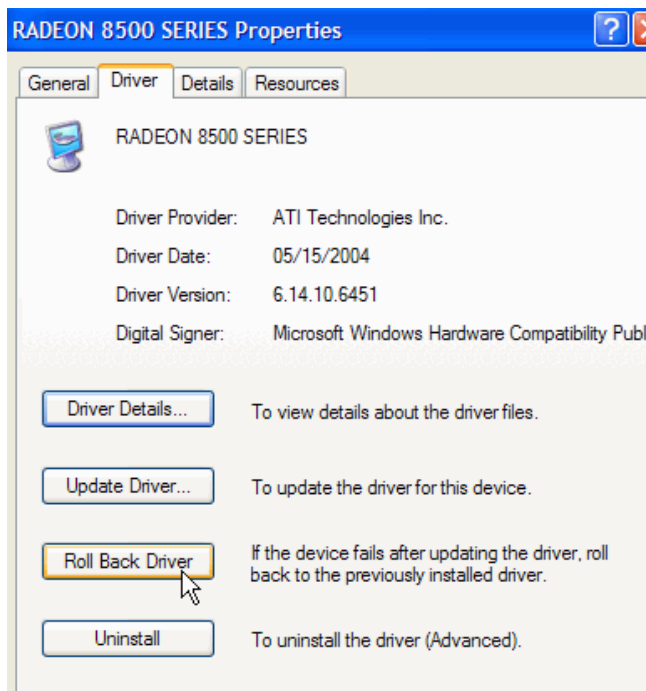 RADEON 8500 SERIES Properties
?
General Driver Details Resources
RADEON 8500 SERIES
Driver Provider: ATI Technologies Inc.
Driver Date: 05/15/2004
Driver Version: 6.14.10.6451
Digital Signer: Microsoft Windows Hardware Compatibility Publ
Driver Details... To view details about the driver files.
Update Driver... To update the driver for this device.
Roll Back Driver If the device fails after updating the driver, roll
back to the previously installed driver.
Uninstall To uninstall the driver (Advanced).